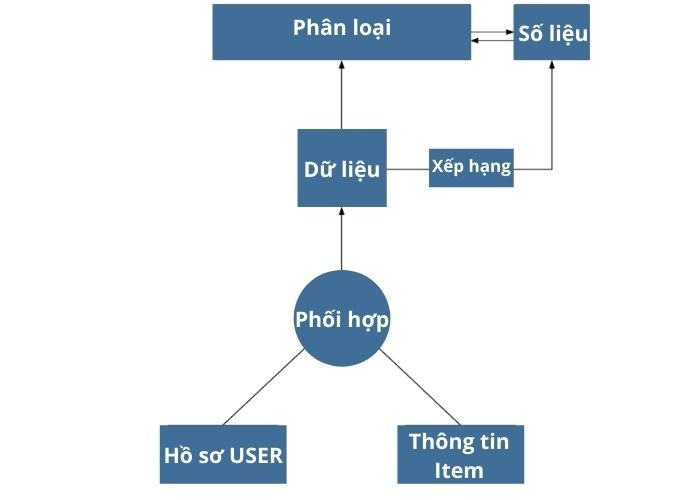 Phân loại
Số liệu
Dữ liệu
Xếp hạng
Phối hợp
Hồ sơ USER
Thông tin
Item